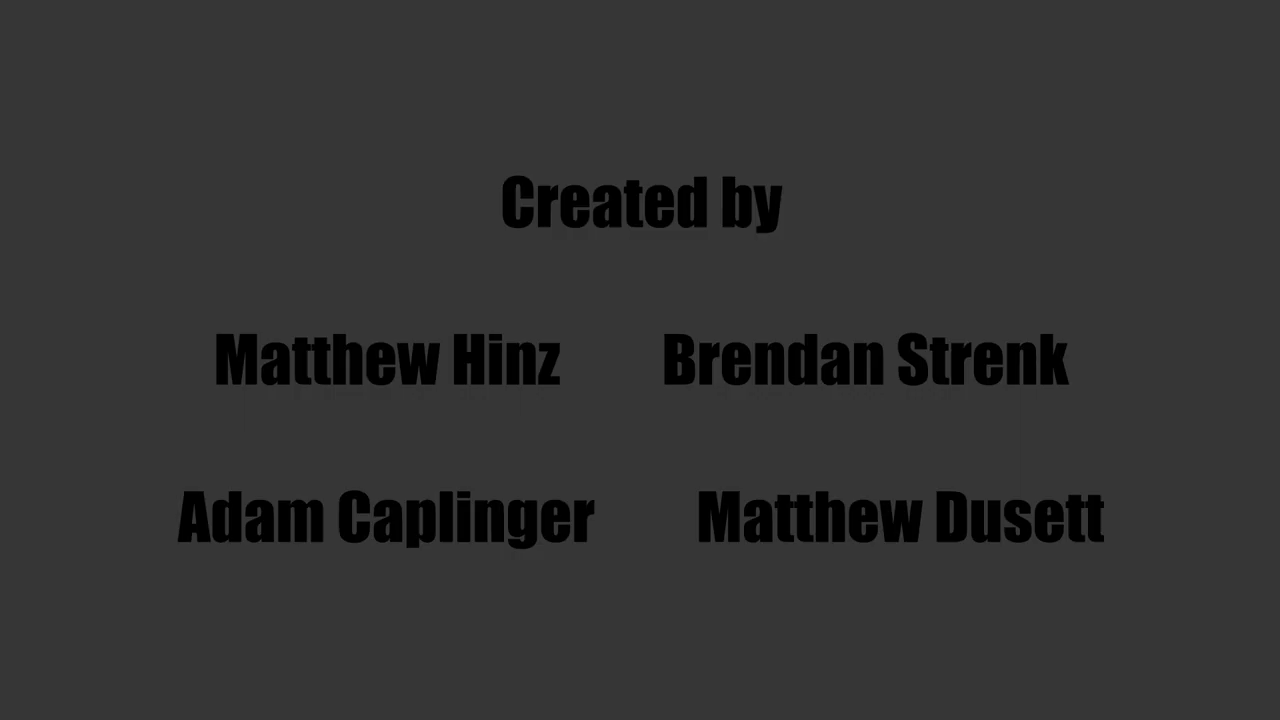 Created by
Matthew Hinz Brendan Strenk
Adam Caplinger Matthew Dusett